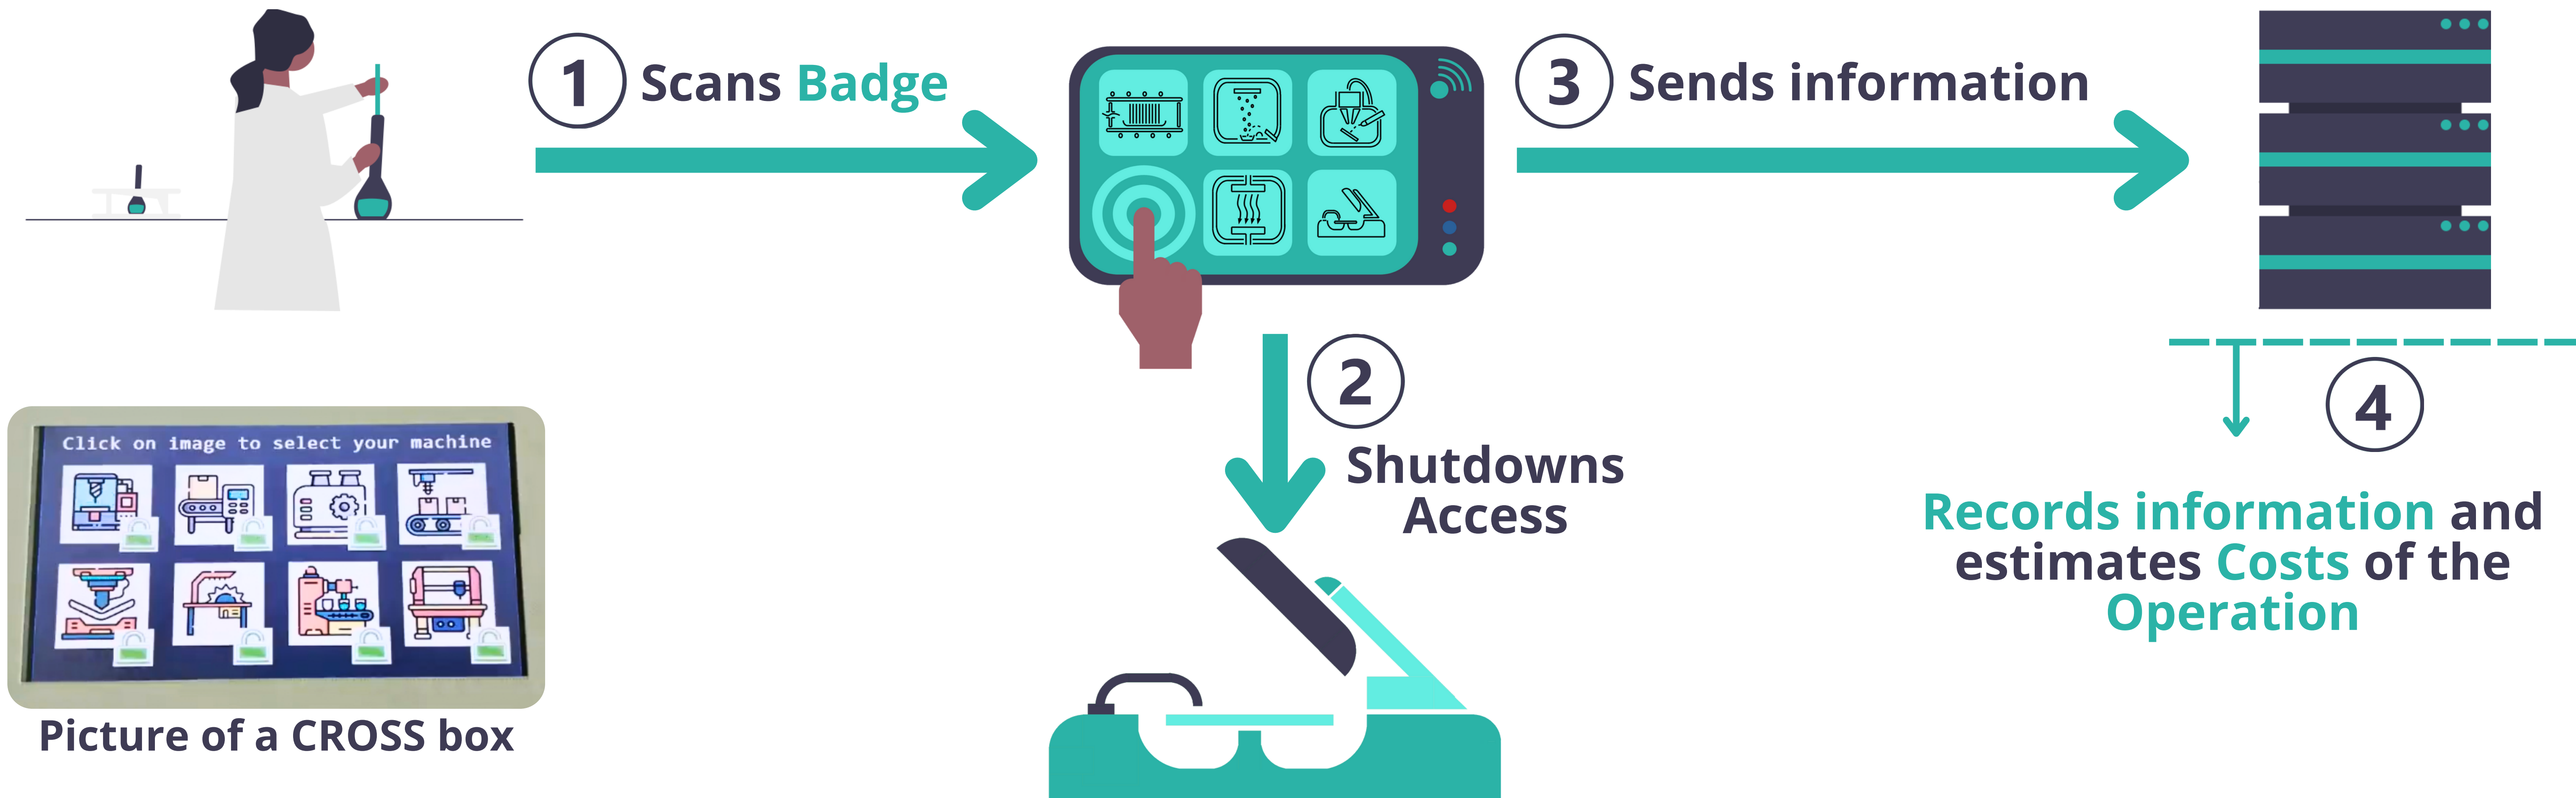 1 Scans Badge
3 Sends information
2
Shutdowns
Access
4
Records information and
estimates Costs of the
Operation
Click on image to select your machine
Picture of a CROSS box